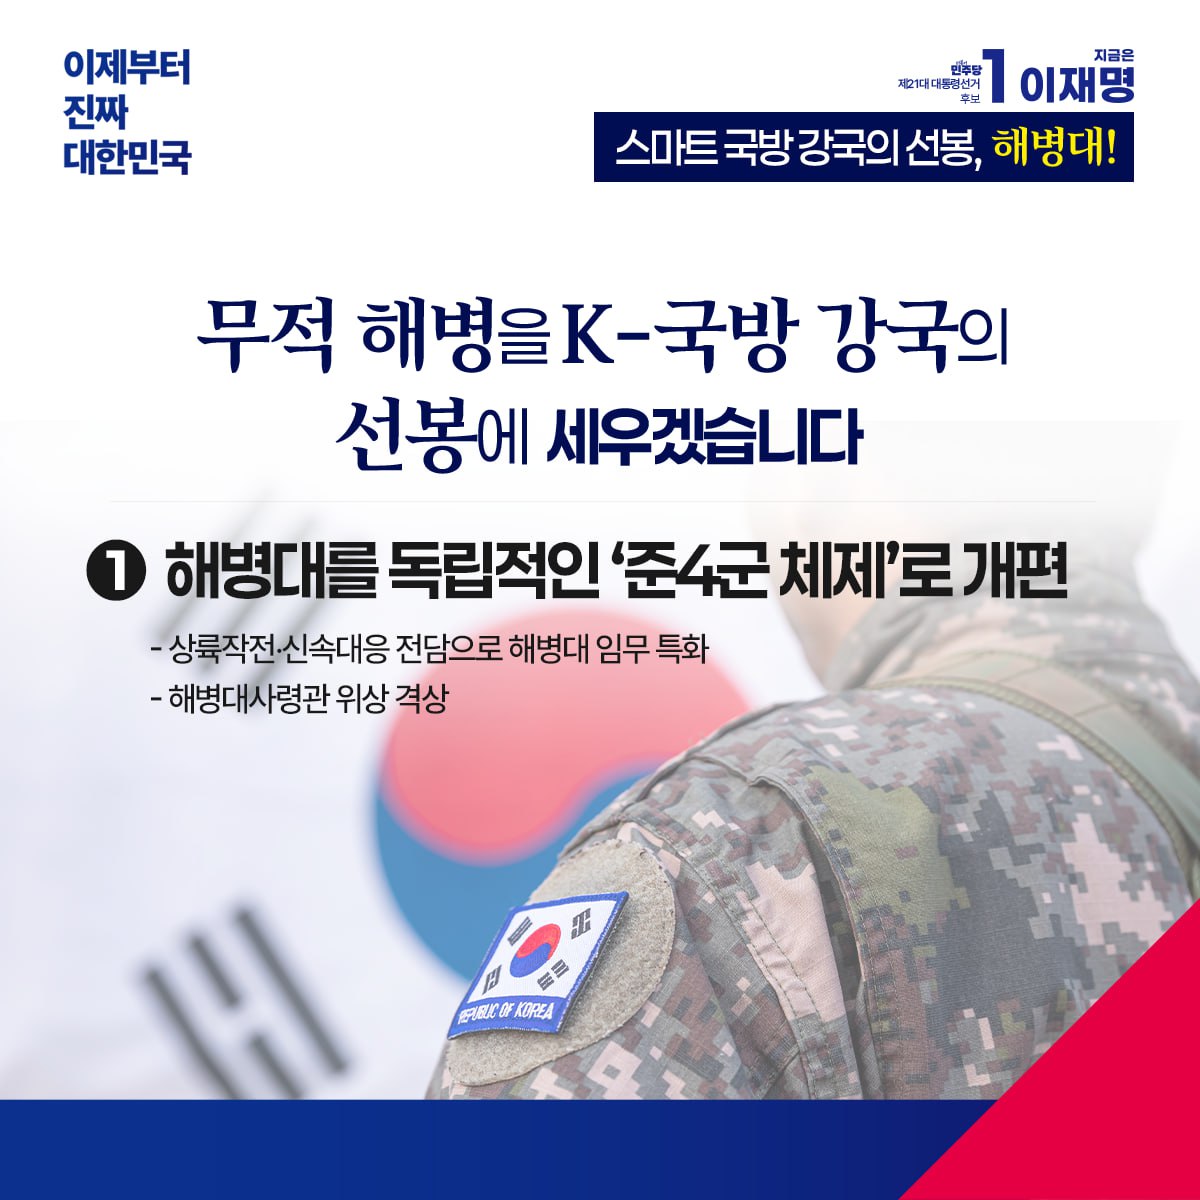 이제부터
진짜
대한민국
민주당
제21대 대통령선거
후보
1
지금은
이재명
스마트 국방 강국의 선봉, 해병대!
무적 해병을 K-국방 강국의
선봉에 세우겠습니다
1 해병대를 독립적인 ‘준4군 체제’로 개편
- 상륙작전·신속대응 전담으로 해병대 임무 특화
- 해병대사령관 위상 격상
REPUBLIC OF KOREA